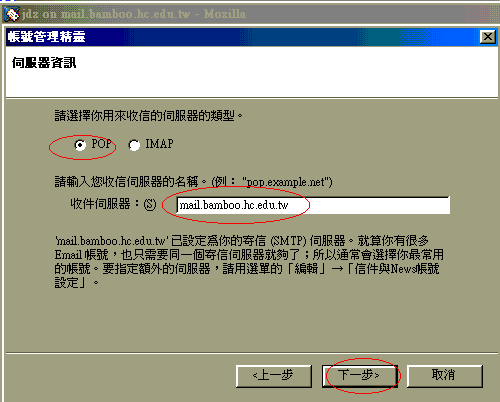 jdz on mail.bamboo.hc.edu.tw - Mozilla
帳號管理精靈
伺服器資訊
請選擇你用來收信的伺服器的類型。
POP IMAP
請輸入您收信伺服器的名稱。(例： "pop.example.net")
收件伺服器：(S) mail.bamboo.hc.edu.tw
'mail.bamboo.hc.edu.tw' 已設定為你的寄信 (SMTP) 伺服器。就算你有很多
Email 帳號，也只需要同一個寄信伺服器就夠了；所以通常會選擇你最常用
的帳號。要指定額外的伺服器，請用選單的「編輯」→「信件與News帳號
設定」。
<上一步 下一步> 取消